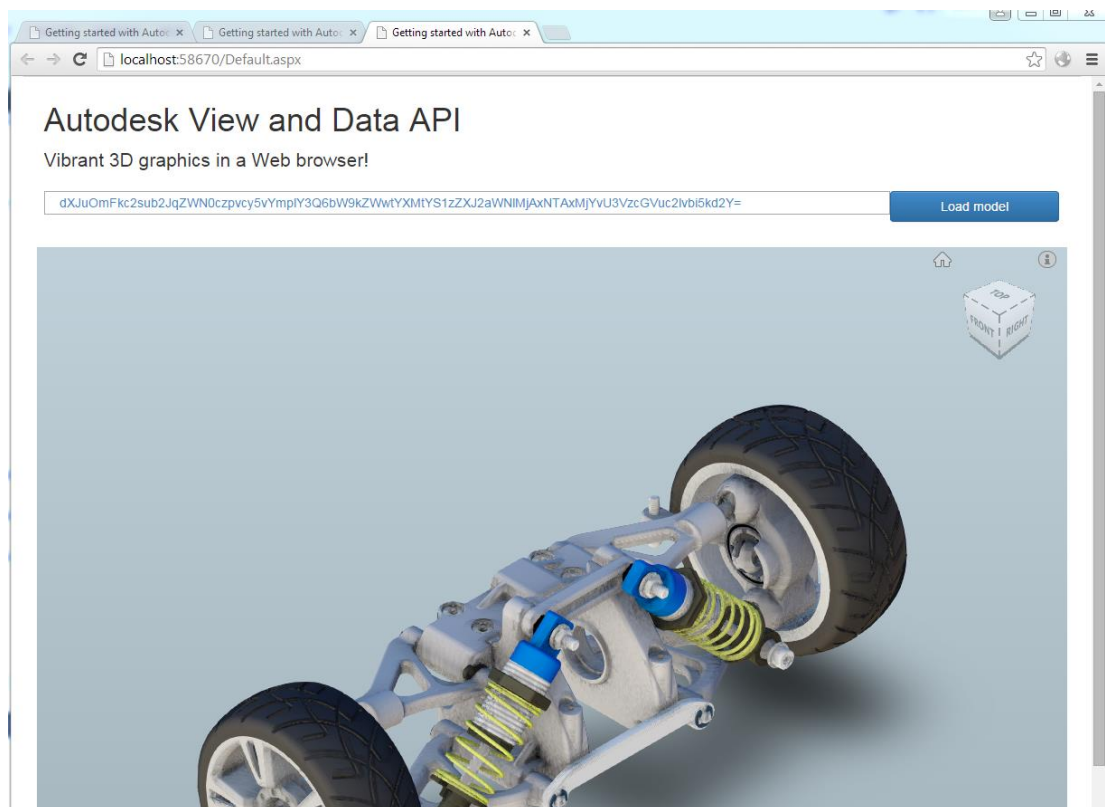 Getting started with Autod
Getting started with Autod
Getting started with Autoc
localhost:58670/Default.aspx
Autodesk View and Data API
Vibrant 3D graphics in a Web browser!
dXJuOmFkc2sub2JqZWN0czpvcy5vYmplY3Q6bW9kZWwtYXMtYS1zZXJ2aWNlMjAxNTAxMjYvU3VzcGVuc2lvbi5kd2Y=
Load model
TOP
FRONT
RIGHT